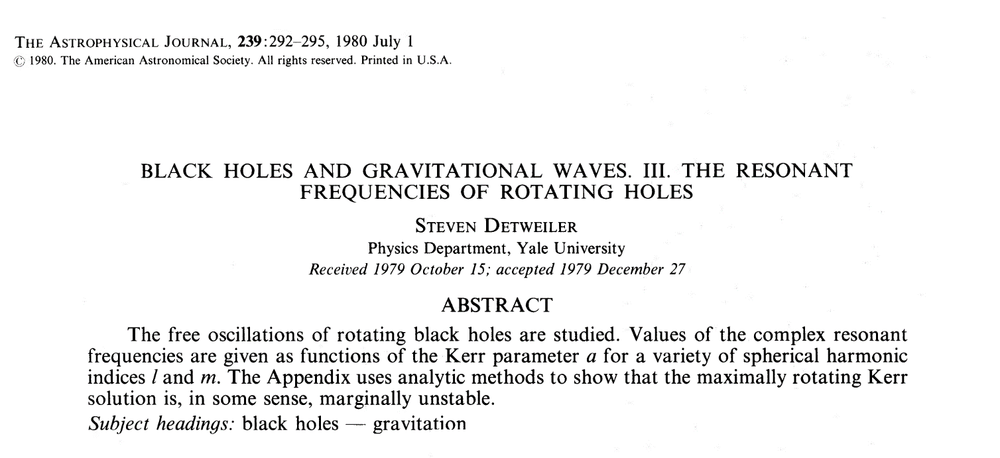 THE ASTROPHYSICAL JOURNAL, 239:292–295, 1980 July 1
© 1980. The American Astronomical Society. All rights reserved. Printed in U.S.A.
BLACK HOLES AND GRAVITATIONAL WAVES. III. THE RESONANT
FREQUENCIES OF ROTATING HOLES
STEVEN DETWEILER
Physics Department, Yale University
Received 1979 October 15; accepted 1979 December 27
ABSTRACT
The free oscillations of rotating black holes are studied. Values of the complex resonant
frequencies are given as functions of the Kerr parameter a for a variety of spherical harmonic
indices l and m. The Appendix uses analytic methods to show that the maximally rotating Kerr
solution is, in some sense, marginally unstable.
Subject headings: black holes — gravitation